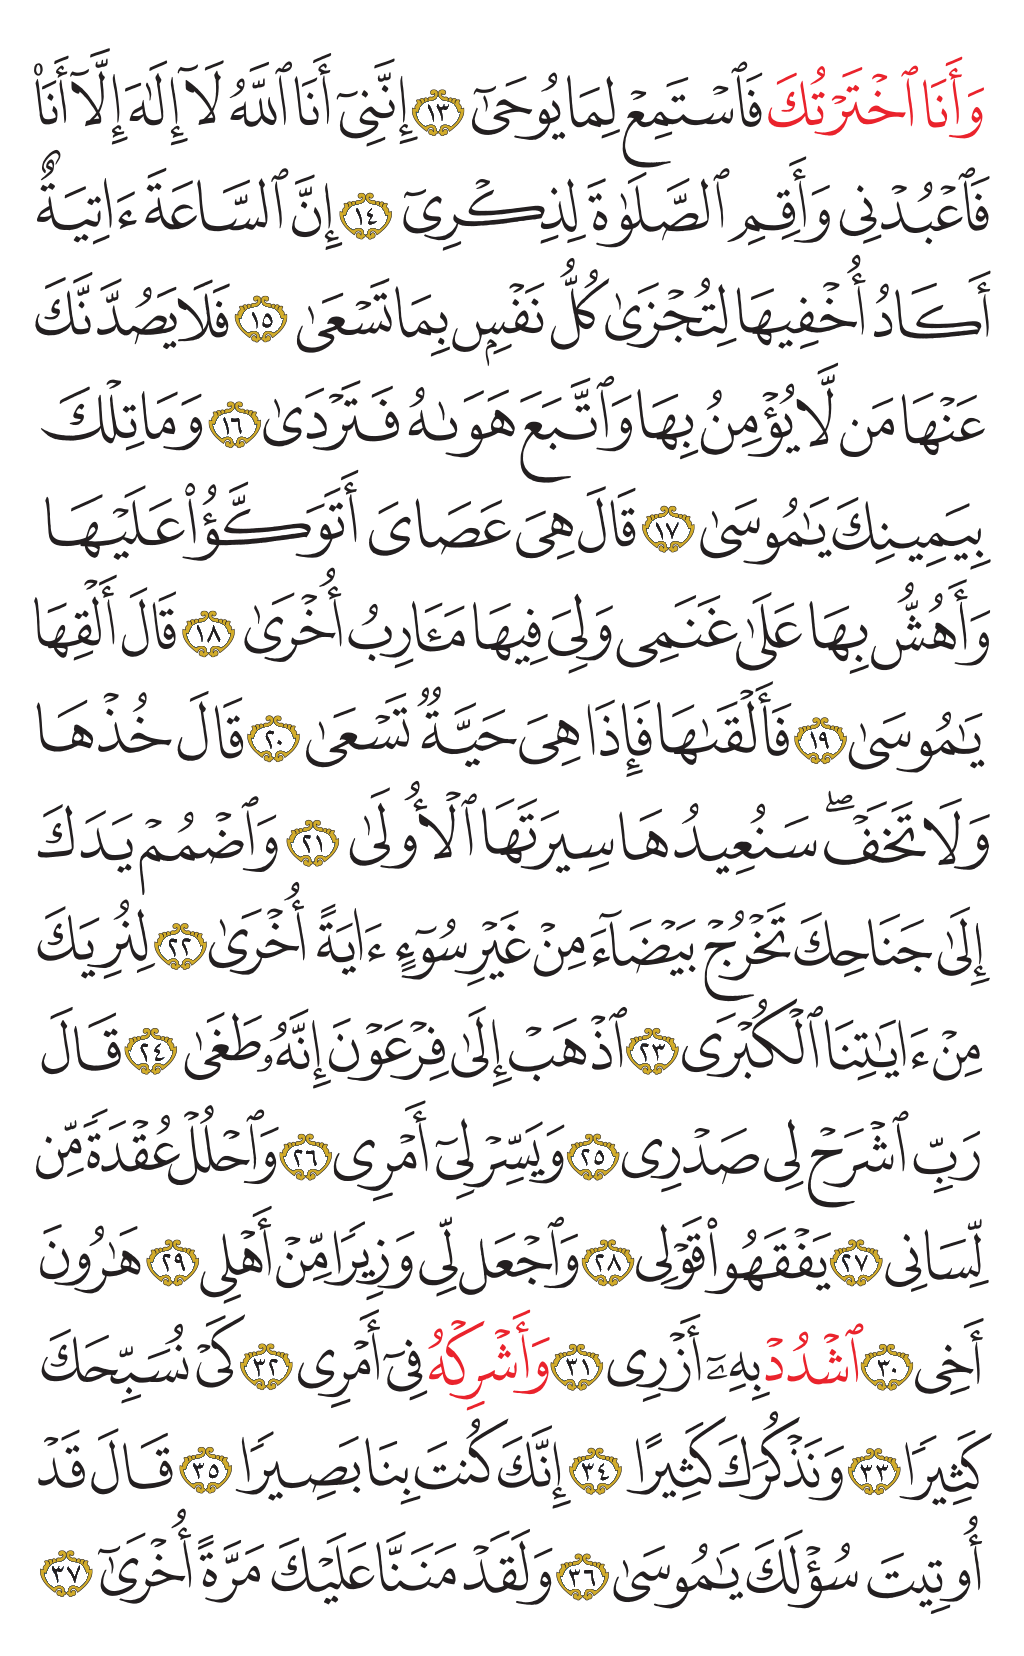 وَأَنَا ٱخۡتَرۡتُكَ فَٱسۡتَمِعۡ لِمَا يُوحَىٰٓ ١٣ إِنَّنِيٓ أَنَا ٱللَّهُ لَآ إِلَٰهَ إِلَّآ أَنَا۠
فَٱعۡبُدۡنِي وَأَقِمِ ٱلصَّلَوٰةَ لِذِكۡرِيٓ ١٤ إِنَّ ٱلسَّاعَةَ ءَاتِيَةٌ
أَكَادُ أُخۡفِيهَا لِتُجۡزَىٰ كُلُّ نَفۡسِۭ بِمَا تَسۡعَىٰ ١٥ فَلَا يَصُدَّنَّكَ
عَنۡهَا مَن لَّا يُؤۡمِنُ بِهَا وَٱتَّبَعَ هَوَىٰهُ فَتَرۡدَىٰ ١٦ وَمَا تِلۡكَ
بِيَمِينِكَ يَٰمُوسَىٰ ١٧ قَالَ هِيَ عَصَايَ أَتَوَكَّؤُاْ عَلَيۡهَا
وَأَهُشُّ بِهَا عَلَىٰ غَنَمِي وَلِيَ فِيهَا مَـَٔارِبُ أُخۡرَىٰ ١٨ قَالَ أَلۡقِهَا
يَٰمُوسَىٰ ١٩ فَأَلۡقَىٰهَا فَإِذَا هِيَ حَيَّةٞ تَسۡعَىٰ ٢٠ قَالَ خُذۡهَا
وَلَا تَخَفۡۖ سَنُعِيدُهَا سِيرَتَهَا ٱلۡأُولَىٰ ٢١ وَٱضۡمُمۡ يَدَكَ
إِلَىٰ جَنَاحِكَ تَخۡرُجۡ بَيۡضَآءَ مِنۡ غَيۡرِ سُوٓءٍ ءَايَةً أُخۡرَىٰ ٢٢ لِنُرِيَكَ
مِنۡ ءَايَٰتِنَا ٱلۡكُبۡرَى ٢٣ ٱذۡهَبۡ إِلَىٰ فِرۡعَوۡنَ إِنَّهُۥ طَغَىٰ ٢٤ قَالَ
رَبِّ ٱشۡرَحۡ لِي صَدۡرِي ٢٥ وَيَسِّرۡ لِيٓ أَمۡرِي ٢٦ وَٱحۡلُلۡ عُقۡدَةٗ مِّن
لِّسَانِي ٢٧ يَفۡقَهُواْ قَوۡلِي ٢٨ وَٱجۡعَل لِّي وَزِيرٗا مِّنۡ أَهۡلِي ٢٩ هَٰرُونَ
أَخِي ٣٠ ٱشۡدُدۡ بِهِۦٓ أَزۡرِي ٣١ وَأَشۡرِكۡهُ فِيٓ أَمۡرِي ٣٢ كَيۡ نُسَبِّحَكَ
كَثِيرٗا ٣٣ وَنَذۡكُرَكَ كَثِيرًا ٣٤ إِنَّكَ كُنتَ بِنَا بَصِيرٗا ٣٥ قَالَ قَدۡ
أُوتِيتَ سُؤۡلَكَ يَٰمُوسَىٰ ٣٦ وَلَقَدۡ مَنَنَّا عَلَيۡكَ مَرَّةً أُخۡرَىٰٓ ٣٧